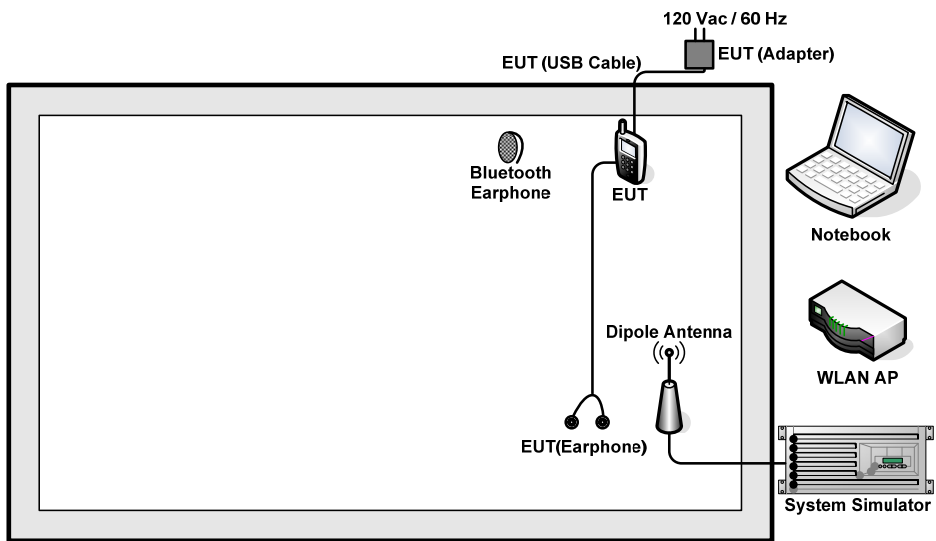 120 Vac / 60 Hz
EUT (USB Cable)
EUT (Adapter)
Bluetooth
Earphone
EUT
Notebook
Dipole Antenna
WLAN AP
EUT(Earphone)
System Simulator